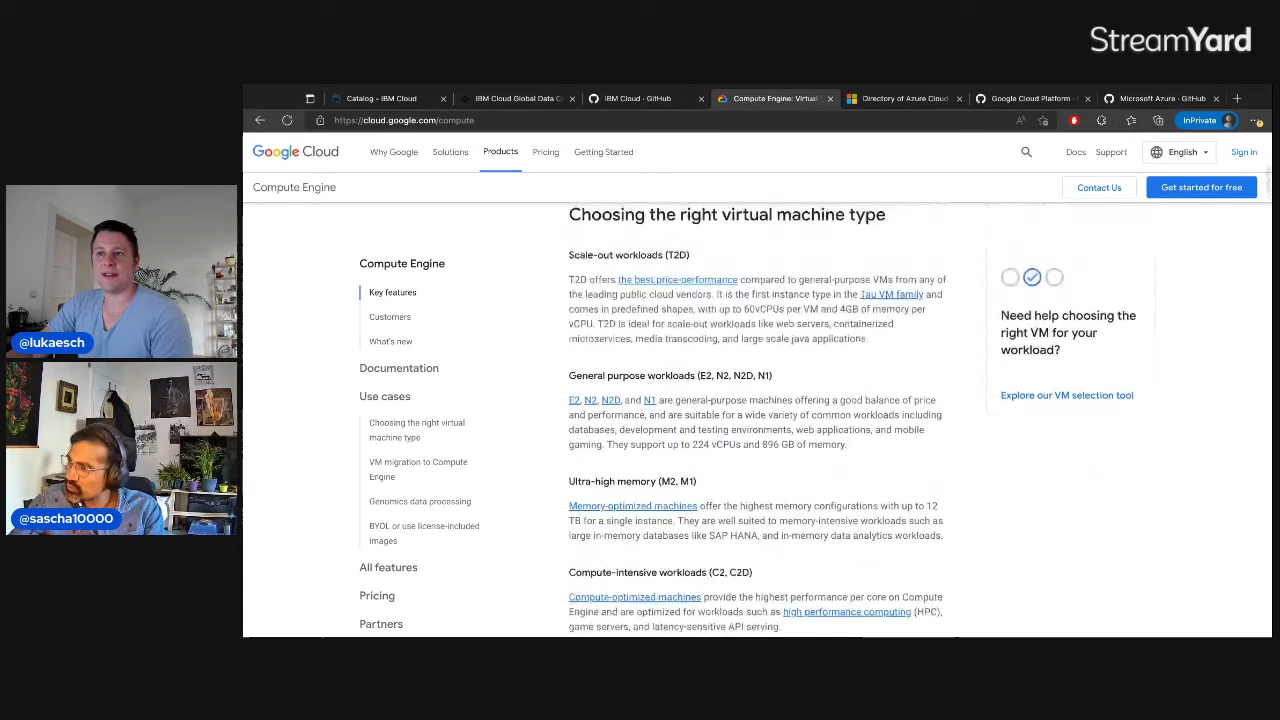 StreamYard
Catalog - IBM Cloud
IBM Cloud Global Data C
IBM Cloud · GitHub
Compute Engine: Virtual
Directory of Azure Cloud
Google Cloud Platform ·
Microsoft Azure · GitHub
https://cloud.google.com/compute
InPrivate
Google Cloud
Why Google
Solutions
Products
Pricing
Getting Started
Docs
Support
English
Sign in
Compute Engine
Contact Us
Get started for free
Compute Engine
Key features
Customers
What's new
Documentation
Use cases
Choosing the right virtual
machine type
VM migration to Compute
Engine
Genomics data processing
BYOL or use license-included
images
All features
Pricing
Partners
Choosing the right virtual machine type
Scale-out workloads (T2D)
T2D offers the best price-performance compared to general-purpose VMs from any of
the leading public cloud vendors. It is the first instance type in the Tau VM family and
comes in predefined shapes, with up to 60vCPUs per VM and 4GB of memory per
vCPU. T2D is ideal for scale-out workloads like web servers, containerized
microservices, media transcoding, and large scale java applications
General purpose workloads (E2, N2, N2D, N1)
E2, N2, N2D, and N1 are general-purpose machines offering a good balance of price
and performance, and are suitable for a wide variety of common workloads including
databases, development and testing environments, web applications, and mobile
gaming. They support up to 224 vCPUs and 896 GB of memory.
Ultra-high memory (M2, M1)
Memory-optimized machines offer the highest memory configurations with up to 12
TB for a single instance. They are well suited to memory-intensive workloads such as
large in-memory databases like SAP HANA, and in-memory data analytics workloads.
Compute-intensive workloads (C2, C2D)
Compute-optimized machines provide the highest performance per core on Compute
Engine and are optimized for workloads such as high performance computing (HPC),
game servers, and latency-sensitive API serving.
Need help choosing the
right VM for your
workload?
Explore our VM selection tool
@lukaesch
@sascha10000